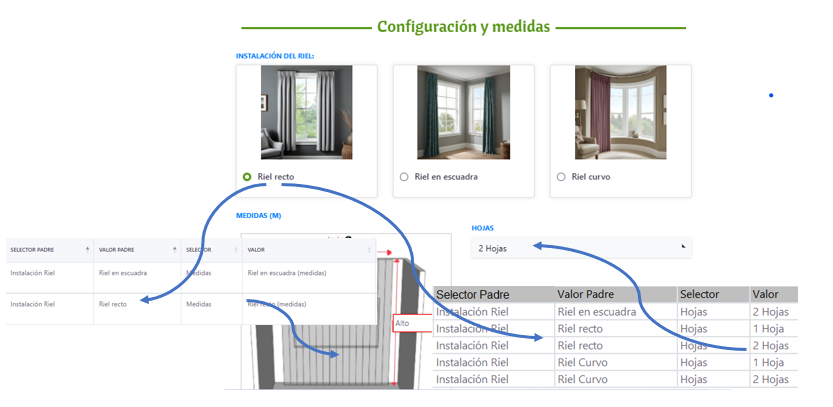 Configuración y medidas
INSTALACIÓN DEL RIEL:
Riel recto
Riel en escuadra
Riel curvo
MEDIDAS (M)
HOJAS
2 Hojas
SELECTOR PADRE VALOR PADRE SELECTOR VALOR
Instalación Riel Riel en escuadra Medidas Riel en escuadra (medidas)
Instalación Riel Riel recto Medidas Riel recto (medidas)
Alto
Selector Padre Valor Padre Selector Valor
Instalación Riel Riel en escuadra Hojas 2 Hojas
Instalación Riel Riel recto Hojas 1 Hoja
Instalación Riel Riel recto Hojas 2 Hojas
Instalación Riel Riel Curvo Hojas 1 Hoja
Instalación Riel Riel Curvo Hojas 2 Hojas